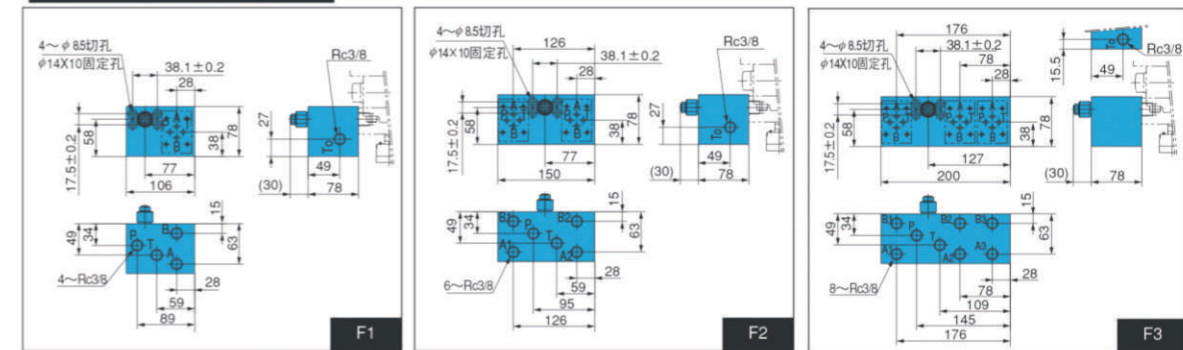 4～φ 8.5切孔
φ14X10固定孔
38.1±0.2
28
58
17.5±0.2
P
A
T
B
38
78
77
106
Rc3/8
27
To
49
(30)
78
15
49
34
P
B
T
A
63
4～Rc3/8
28
59
89
F1
4～φ 8.5切孔
φ14X10固定孔
126
38.1±0.2
28
58
17.5±0.2
38
78
77
150
Rc3/8
27
To
49
(30)
78
15
49
34
B1
B2
P
T
A1
A2
63
6～Rc3/8
28
59
95
126
F2
176
4～φ8.5切孔
38.1±0.2
φ14X10固定孔
78
28
58
17.5±0.2
38
78
127
200
15.5
To
Rc3/8
49
(30)
78
15
49
34
B1
B2
B3
P
T
A1
A2
A3
63
8～Rc3/8
28
78
109
145
176
F3